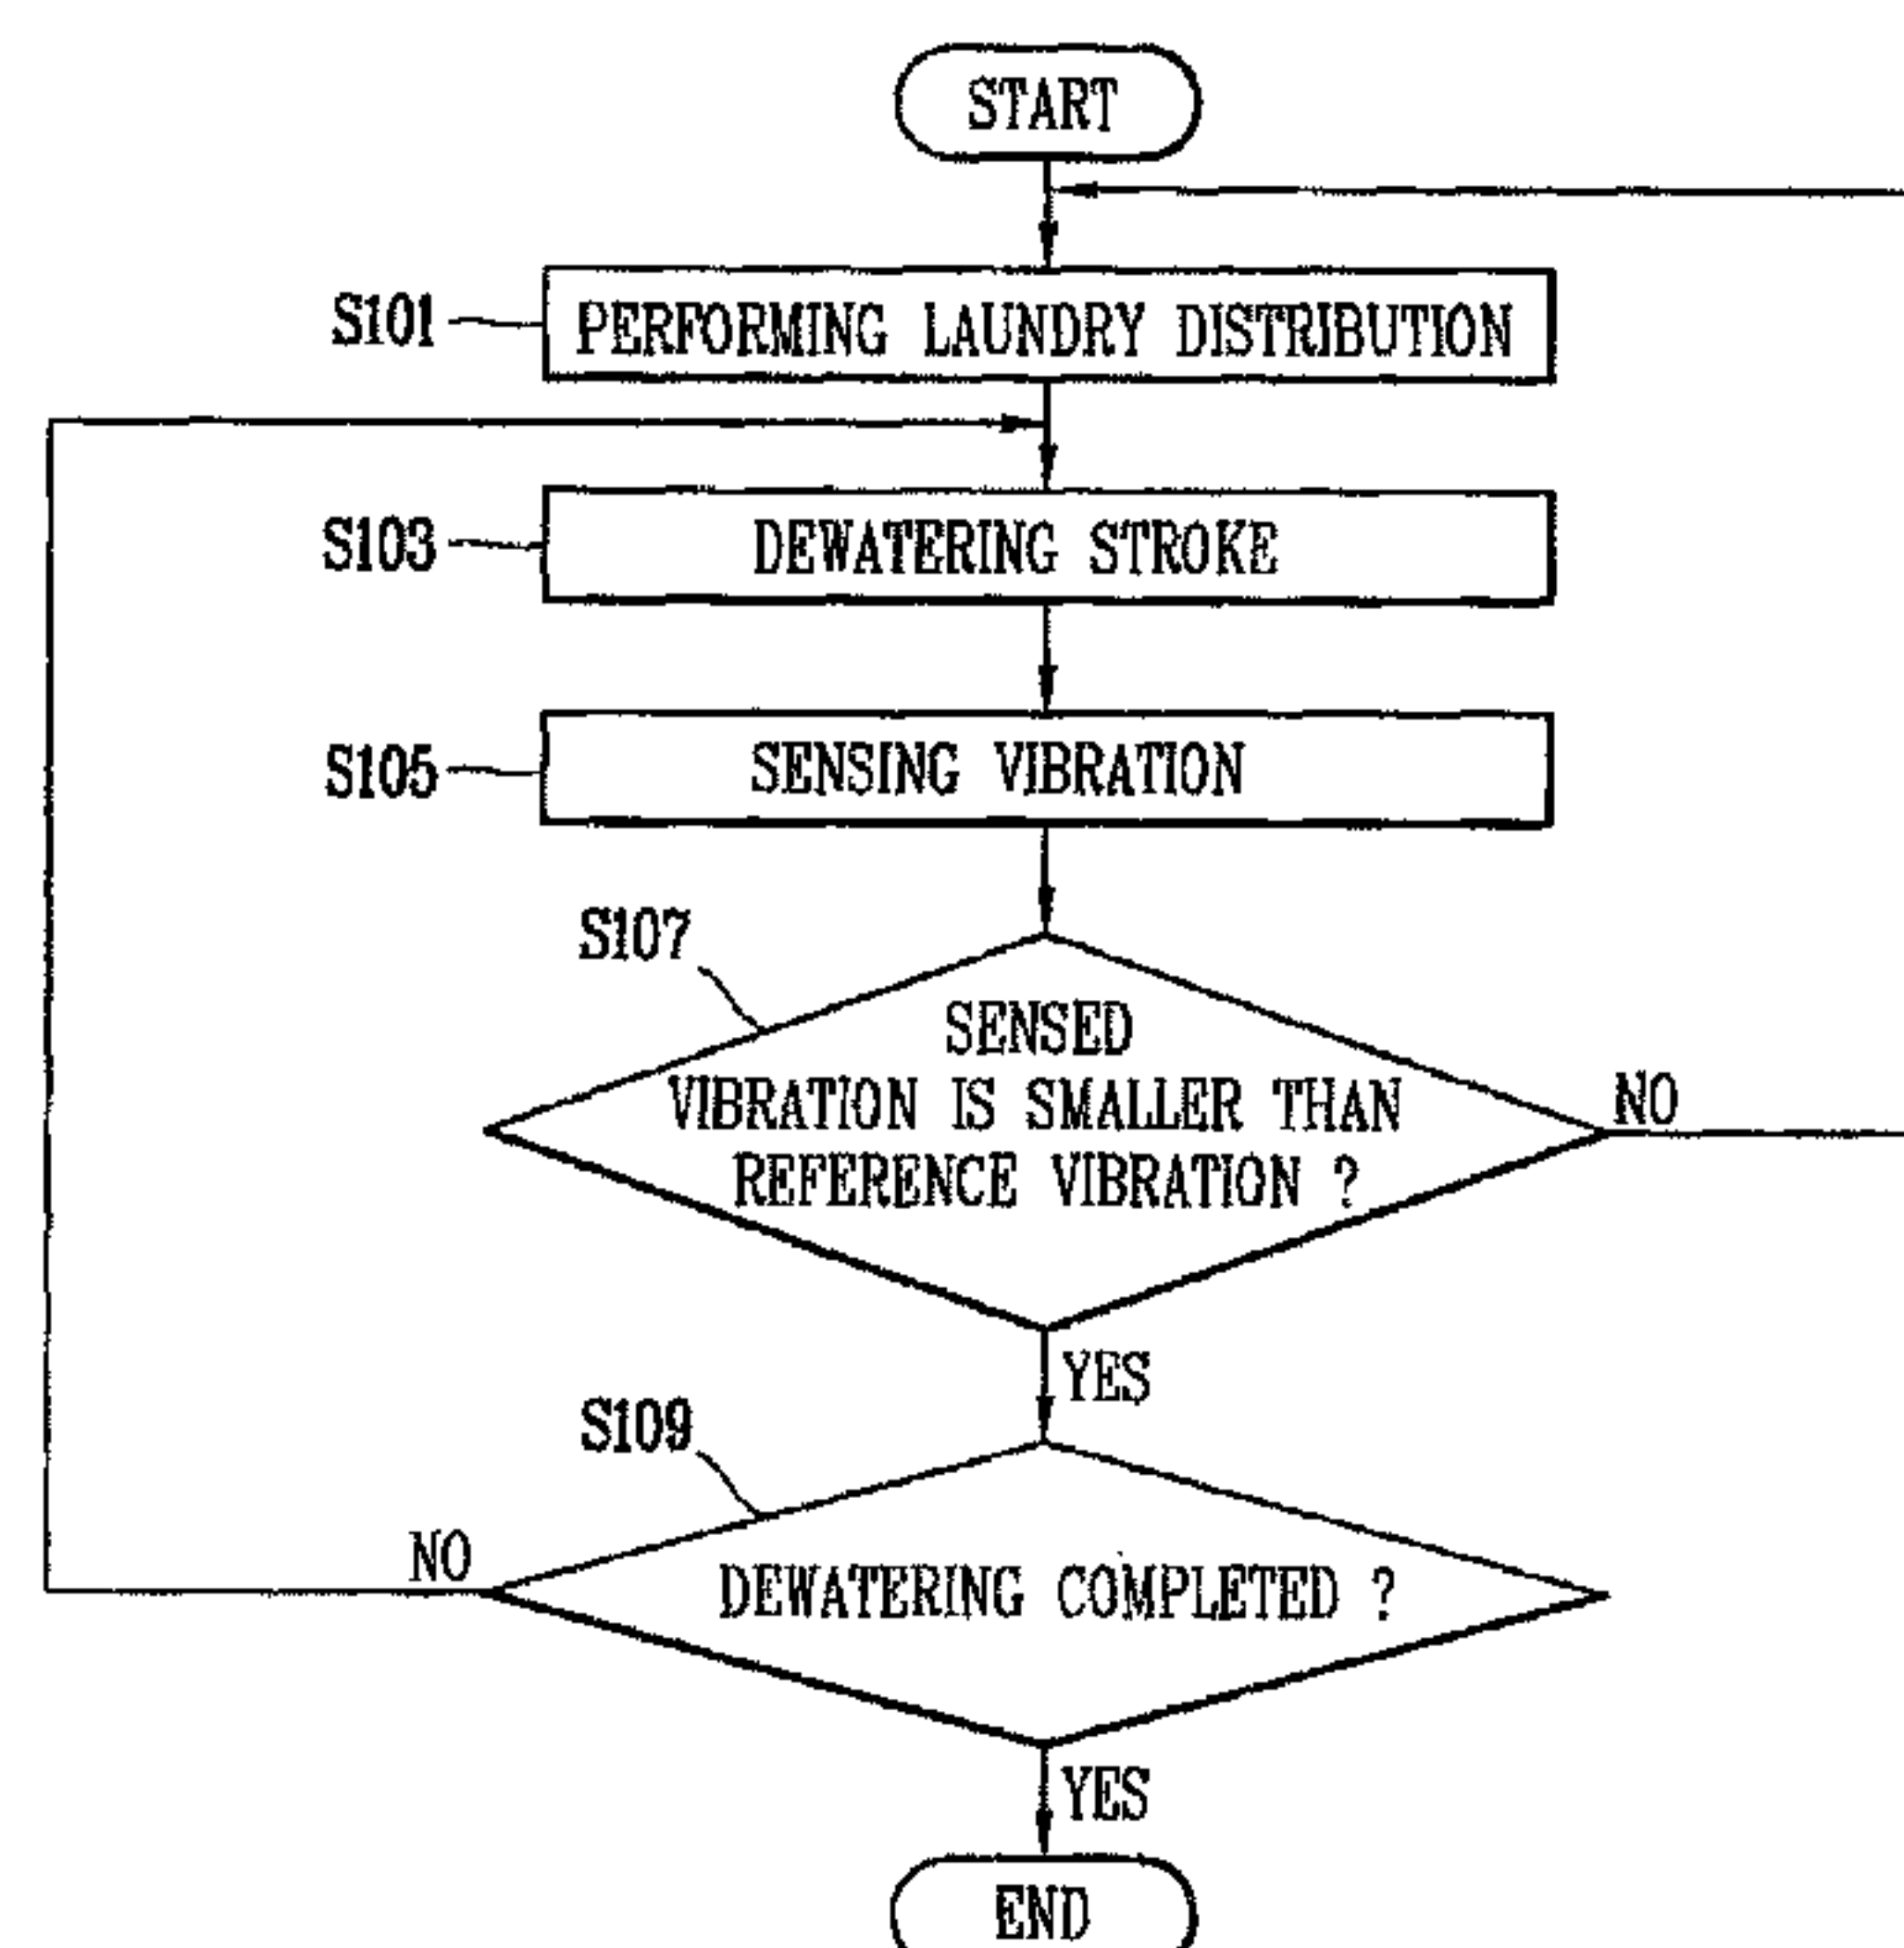 START
S101
PERFORMING LAUNDRY DISTRIBUTION
S103
DEWATERING STROKE
S105
SENSING VIBRATION
S107
SENSED
VIBRATION IS SMALLER THAN
REFERENCE VIBRATION ?
NO
YES
S109
NO
DEWATERING COMPLETED ?
YES
END